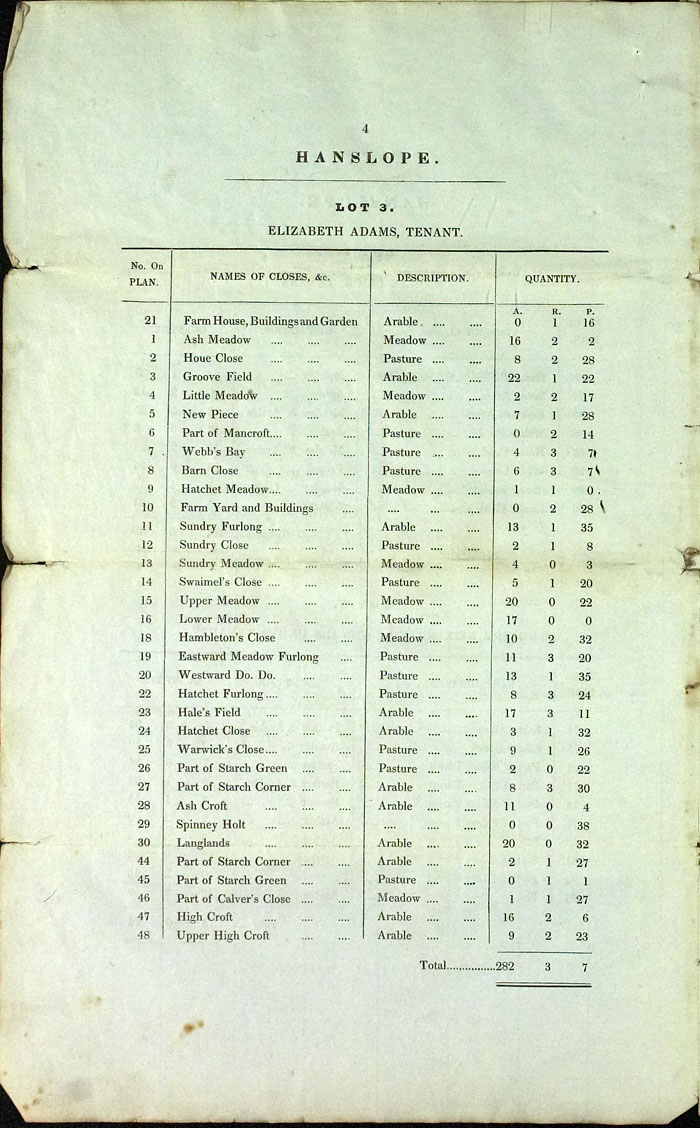 4
HANSLOPE.
LOT 3.
ELIZABETH ADAMS, TENANT.
No. On PLAN. NAMES OF CLOSES, &c. DESCRIPTION. QUANTITY.
A. R. P.
21 Farm House, Buildings and Garden Arable .... .... 0 1 16
1 Ash Meadow .... .... .... Meadow .... .... 16 2 2
2 Houe Close .... .... .... Pasture .... .... 8 2 28
3 Groove Field .... .... .... Arable .... .... 22 1 22
4 Little Meadow .... .... .... Meadow .... .... 2 2 17
5 New Piece .... .... .... Arable .... .... 7 1 28
6 Part of Mancroft.... .... .... Pasture .... .... 0 2 14
7 Webb's Bay .... .... .... Pasture .... .... 4 3 7
8 Barn Close .... .... .... Pasture .... .... 6 3 7
9 Hatchet Meadow.... .... .... Meadow .... .... 1 1 0
10 Farm Yard and Buildings .... .... ... .... 0 2 28
11 Sundry Furlong .... .... .... Arable .... .... 13 1 35
12 Sundry Close .... .... .... Pasture .... .... 2 1 8
13 Sundry Meadow .... .... .... Meadow .... .... 4 0 3
14 Swaimel's Close .... .... .... Pasture .... .... 5 1 20
15 Upper Meadow .... .... .... Meadow .... .... 20 0 22
16 Lower Meadow .... .... .... Meadow .... .... 17 0 0
18 Hambleton's Close .... .... Meadow .... .... 10 2 32
19 Eastward Meadow Furlong .... Pasture .... .... 11 3 20
20 Westward Do. Do. .... .... Pasture .... .... 13 1 35
22 Hatchet Furlong.... .... .... Pasture .... .... 8 3 24
23 Hale's Field .... .... .... Arable .... .... 17 3 11
24 Hatchet Close .... .... .... Arable .... .... 3 1 32
25 Warwick's Close.... .... .... Pasture .... .... 9 1 26
26 Part of Starch Green .... .... Pasture .... .... 2 0 22
27 Part of Starch Corner .... .... Arable .... .... 8 3 30
28 Ash Croft .... .... .... Arable .... .... 11 0 4
29 Spinney Holt .... .... .... .... .... .... 0 0 38
30 Langlands .... .... .... Arable .... .... 20 0 32
44 Part of Starch Corner .... .... Arable .... .... 2 1 27
45 Part of Starch Green .... .... Pasture .... .... 0 1 1
46 Part of Calver's Close .... .... Meadow .... .... 1 1 27
47 High Croft .... .... .... Arable .... .... 16 2 6
48 Upper High Croft .... .... Arable .... .... 9 2 23
Total................282 3 7